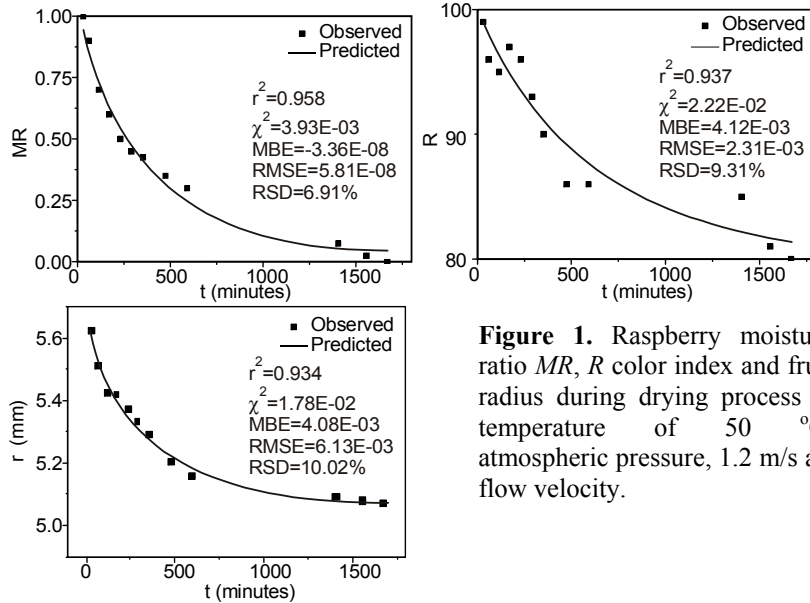 1.00
0.75
0.50
0.25
0.00
MR
Observed
Predicted
r²=0.958
χ²=3.93E-03
MBE=-3.36E-08
RMSE=5.81E-08
RSD=6.91%
0 500 1000 1500
t (minutes)
100
90
80
R
Observed
Predicted
r²=0.937
χ²=2.22E-02
MBE=4.12E-03
RMSE=2.31E-03
RSD=9.31%
0 500 1000 1500
t (minutes)
5.6
5.4
5.2
5.0
r (mm)
Observed
Predicted
r²=0.934
χ²=1.78E-02
MBE=4.08E-03
RMSE=6.13E-03
RSD=10.02%
0 500 1000 1500
t (minutes)
Figure 1. Raspberry moistu
ratio MR, R color index and fru
radius during drying process
temperature of 50 º
atmospheric pressure, 1.2 m/s a
flow velocity.